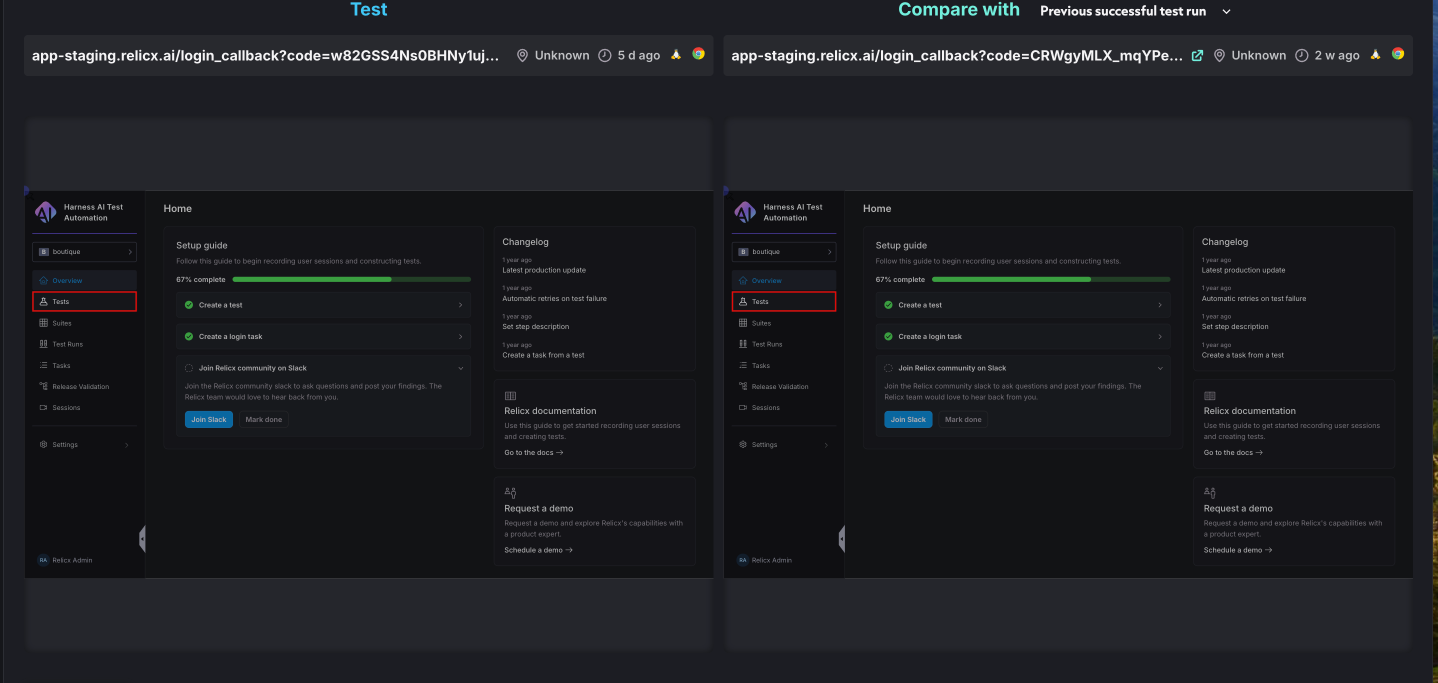 Test
Compare with Previous successful test run
app-staging.relicx.ai/login_callback?code=w82GSS4Ns0BHNy1uj... Unknown 5 d ago
app-staging.relicx.ai/login_callback?code=CRWgyMLX_mqYPe... Unknown 2 w ago
Harness AI Test
Automation
B boutique
Overview
Tests
Suites
Test Runs
Tasks
Release Validation
Sessions
Settings
RA Relicx Admin
Home
Setup guide
Follow this guide to begin recording user sessions and constructing tests.
67% complete
Create a test
Create a login task
Join Relicx community on Slack
Join the Relicx community slack to ask questions and post your findings. The
Relicx team would love to hear back from you.
Join Slack Mark done
Changelog
1 year ago
Latest production update
1 year ago
Automatic retries on test failure
1 year ago
Set step description
1 year ago
Create a task from a test
Relicx documentation
Use this guide to get started recording user sessions
and creating tests.
Go to the docs →
Request a demo
Request a demo and explore Relicx's capabilities with
a product expert.
Schedule a demo →
Harness AI Test
Automation
B boutique
Overview
Tests
Suites
Test Runs
Tasks
Release Validation
Sessions
Settings
RA Relicx Admin
Home
Setup guide
Follow this guide to begin recording user sessions and constructing tests.
67% complete
Create a test
Create a login task
Join Relicx community on Slack
Join the Relicx community slack to ask questions and post your findings. The
Relicx team would love to hear back from you.
Join Slack Mark done
Changelog
1 year ago
Latest production update
1 year ago
Automatic retries on test failure
1 year ago
Set step description
1 year ago
Create a task from a test
Relicx documentation
Use this guide to get started recording user sessions
and creating tests.
Go to the docs →
Request a demo
Request a demo and explore Relicx's capabilities with
a product expert.
Schedule a demo →